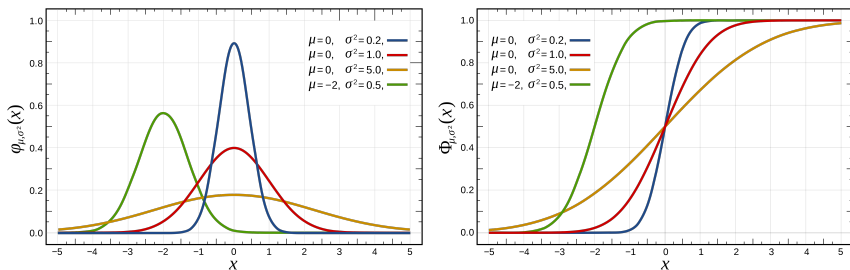 1.0
0.8
0.6
0.4
0.2
0.0
φμ,σ²(x)
μ=0, σ²=0.2,
μ=0, σ²=1.0,
μ=0, σ²=5.0,
μ=−2, σ²=0.5,
−5 −4 −3 −2 −1 0 1 2 3 4 5
x
1.0
0.8
0.6
0.4
0.2
0.0
Φμ,σ²(x)
μ=0, σ²=0.2,
μ=0, σ²=1.0,
μ=0, σ²=5.0,
μ=−2, σ²=0.5,
−5 −4 −3 −2 −1 0 1 2 3 4 5
x